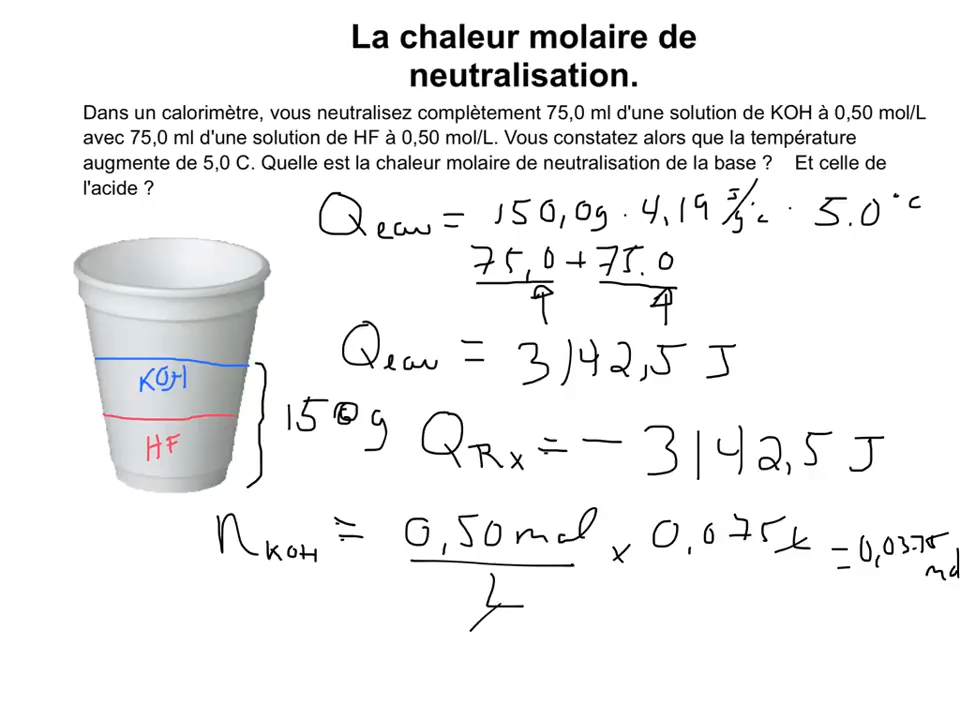 La chaleur molaire de
neutralisation.
Dans un calorimètre, vous neutralisez complètement 75,0 ml d'une solution de KOH à 0,50 mol/L
avec 75,0 ml d'une solution de HF à 0,50 mol/L. Vous constatez alors que la température
augmente de 5,0 C. Quelle est la chaleur molaire de neutralisation de la base ? Et celle de
l'acide ?
Qeau = 150,0g · 4,19 J/g°C · 5.0°C
75,0 + 75.0
Qeau = 3142,5 J
KOH
HF
150g
QRx = - 3142,5 J
nKOH = 0,50 mol / L x 0,075 L = 0,0375 mol